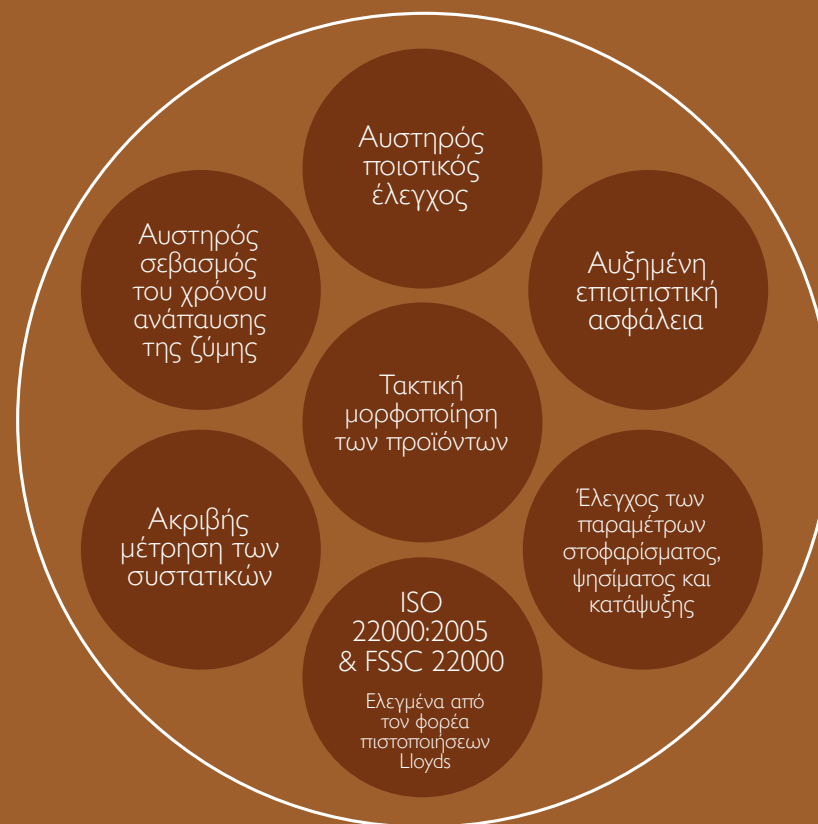 Αυστηρός
ποιοτικός
έλεγχος
Αυστηρός
σεβασμός
του χρόνου
ανάπαυσης
της ζύμης
Αυξημένη
επισιτιστική
ασφάλεια
Τακτική
μορφοποίηση
των προϊόντων
Ακριβής
μέτρηση των
συστατικών
Έλεγχος των
παραμέτρων
στοφαρίσματος,
ψησίματος και
κατάψυξης
ISO
22000:2005
& FSSC 22000
Ελεγμένα από
τον φορέα
πιστοποιήσεων
Lloyds